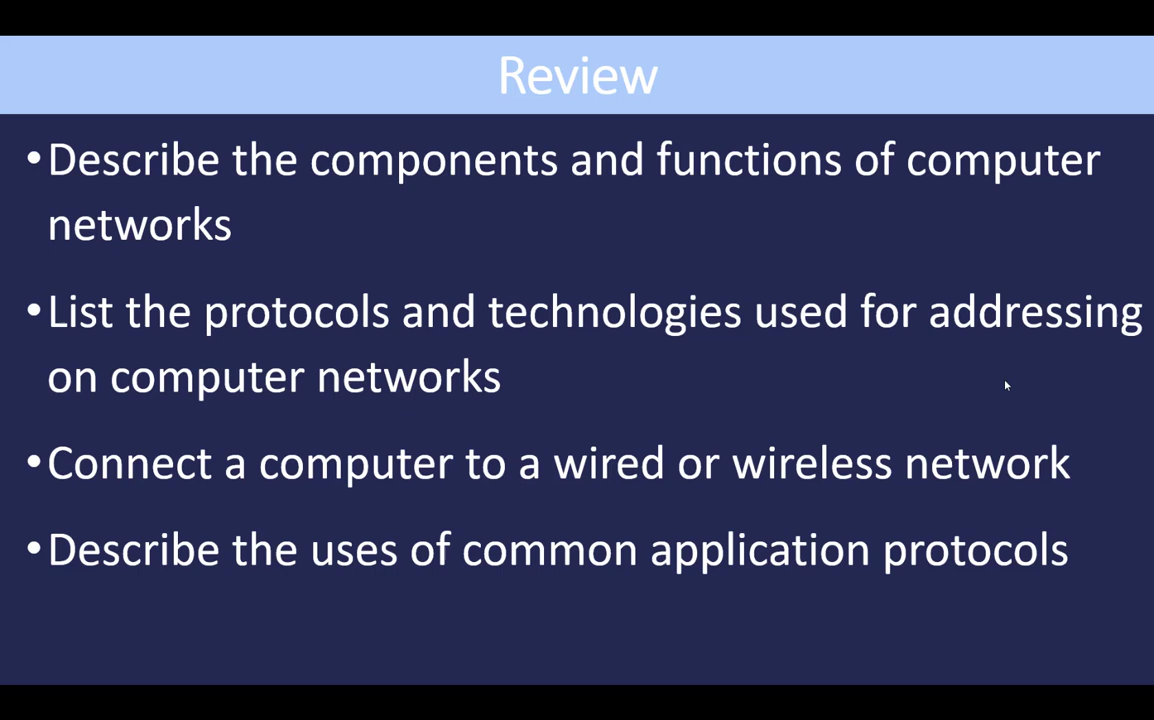 Review
•Describe the components and functions of computer
networks
•List the protocols and technologies used for addressing
on computer networks
•Connect a computer to a wired or wireless network
•Describe the uses of common application protocols